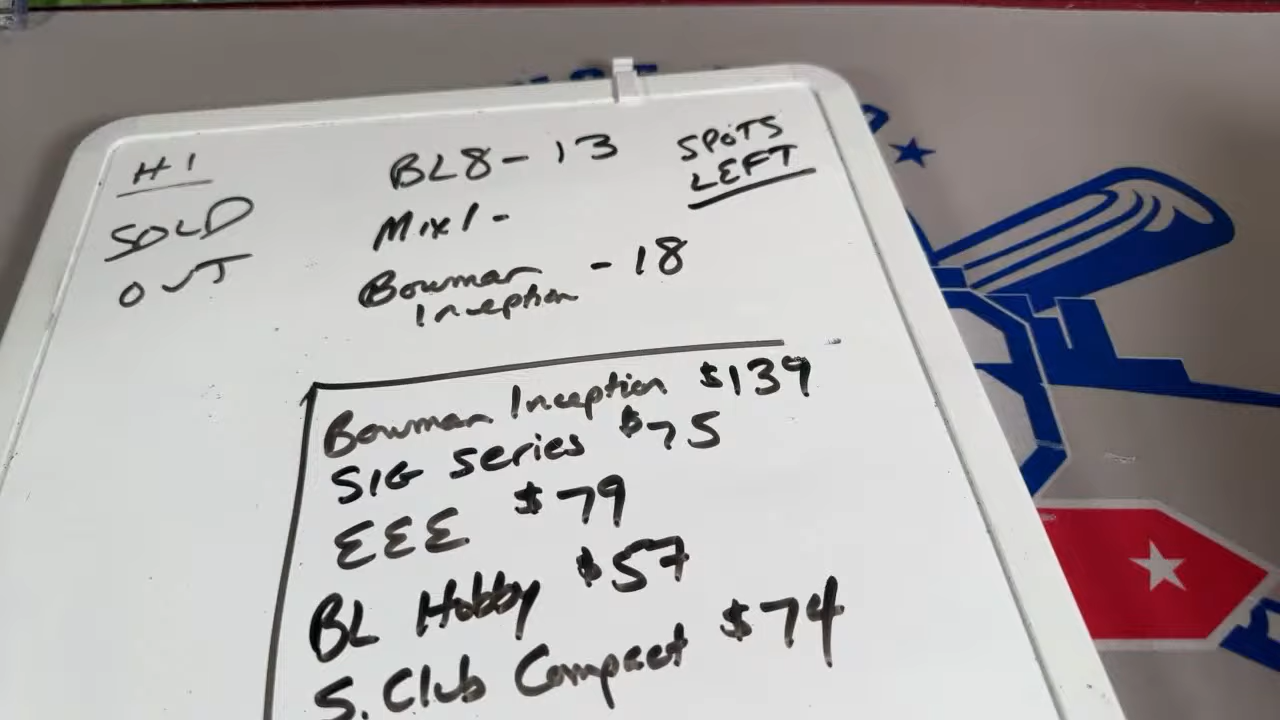 H1
SOLD
OUT
BL8 - 13
Mix1 -
Bowman - 18
Inception
SPOTS
LEFT
Bowman Inception $139
SIG series $75
EEE $79
BL Hobby $57
S. Club Compact $74